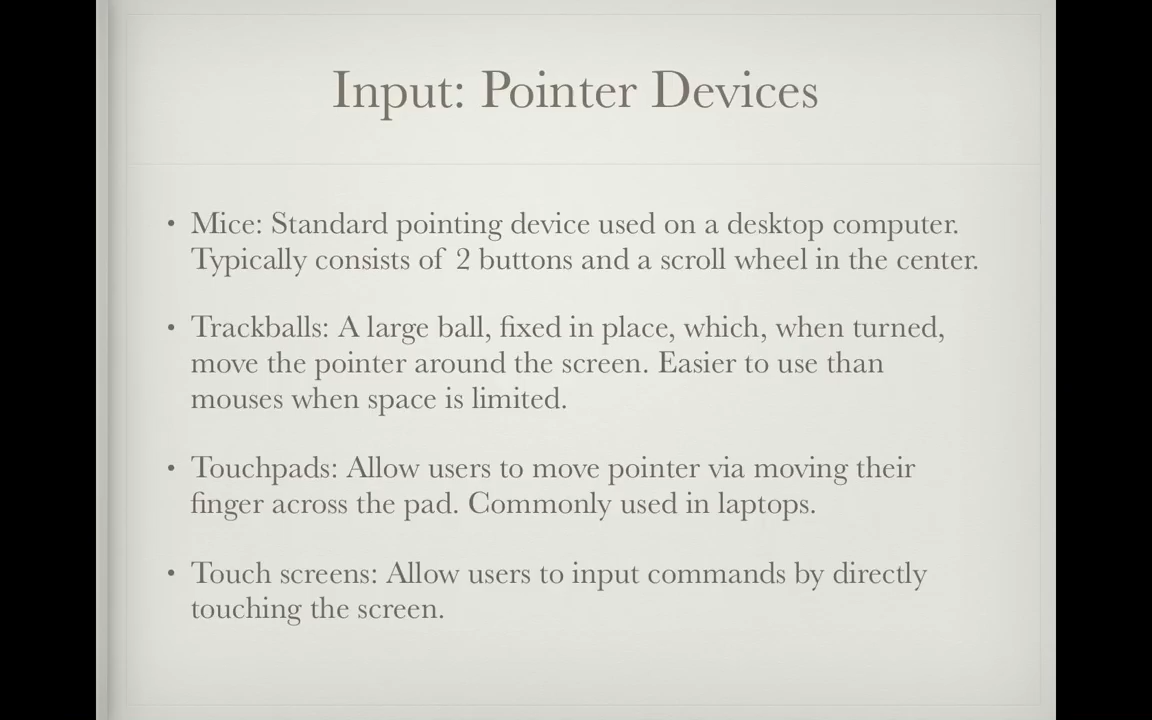 Input: Pointer Devices
• Mice: Standard pointing device used on a desktop computer.
Typically consists of 2 buttons and a scroll wheel in the center.
• Trackballs: A large ball, fixed in place, which, when turned,
move the pointer around the screen. Easier to use than
mouses when space is limited.
• Touchpads: Allow users to move pointer via moving their
finger across the pad. Commonly used in laptops.
• Touch screens: Allow users to input commands by directly
touching the screen.